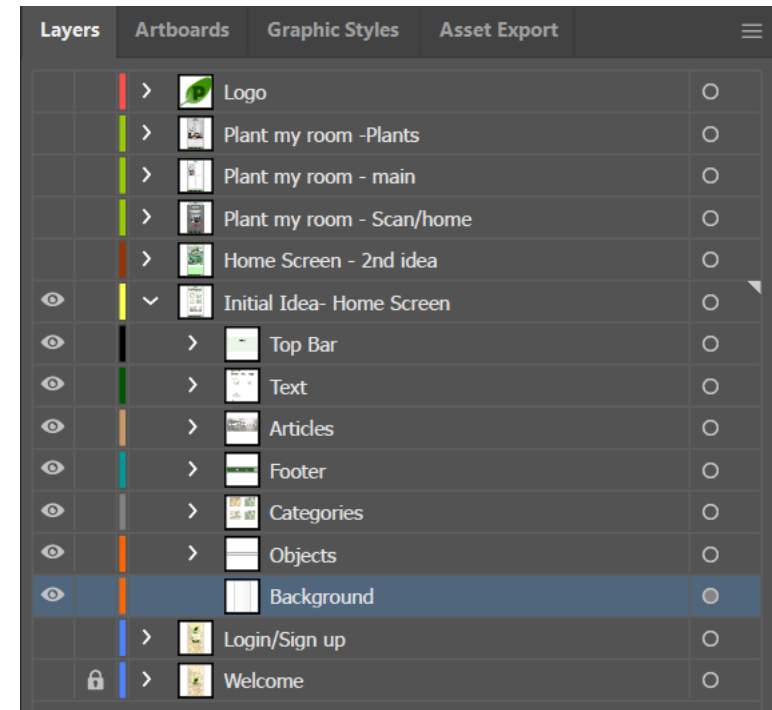 Layers Artboards Graphic Styles Asset Export
Logo
Plant my room -Plants
Plant my room - main
Plant my room - Scan/home
Home Screen - 2nd idea
Initial Idea- Home Screen
Top Bar
Text
Articles
Footer
Categories
Objects
Background
Login/Sign up
Welcome